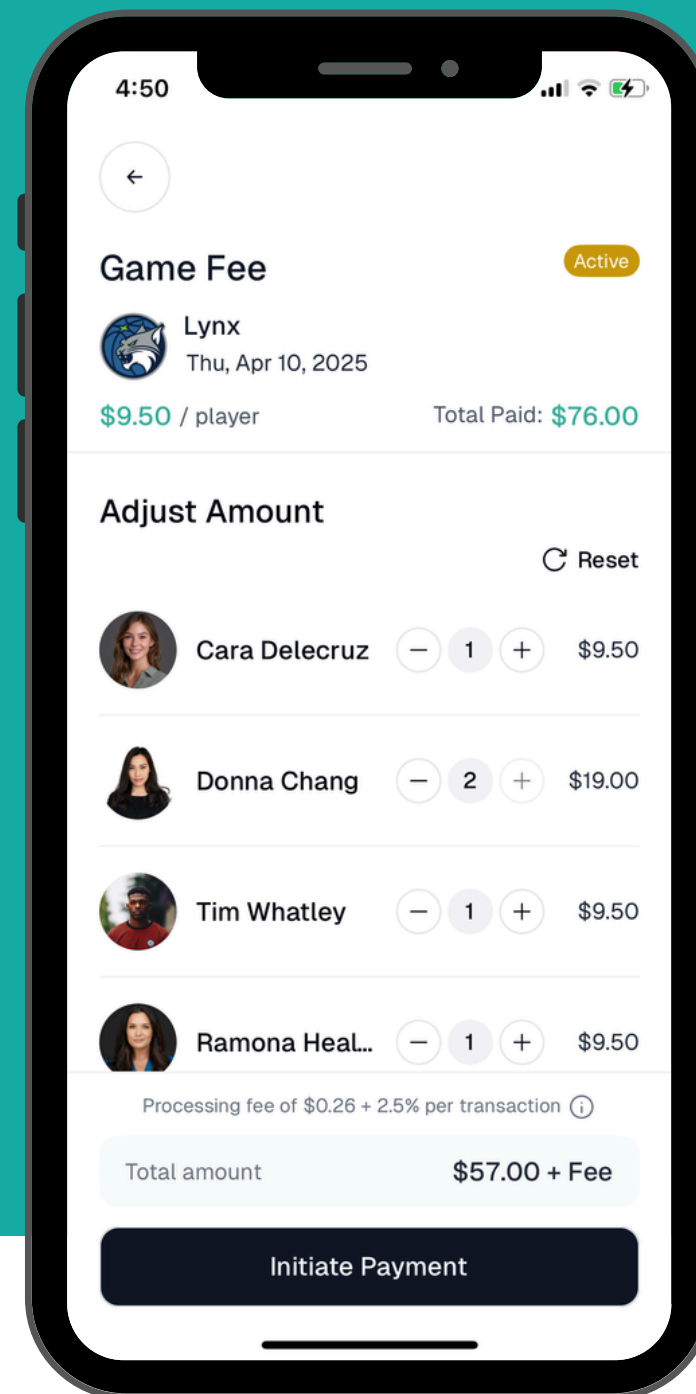 4:50
Game Fee
Active
Lynx
Thu, Apr 10, 2025
$9.50 / player
Total Paid: $76.00
Adjust Amount
Reset
Cara Delecruz 1 $9.50
Donna Chang 2 $19.00
Tim Whatley 1 $9.50
Ramona Heal... 1 $9.50
Processing fee of $0.26 + 2.5% per transaction
Total amount $57.00 + Fee
Initiate Payment